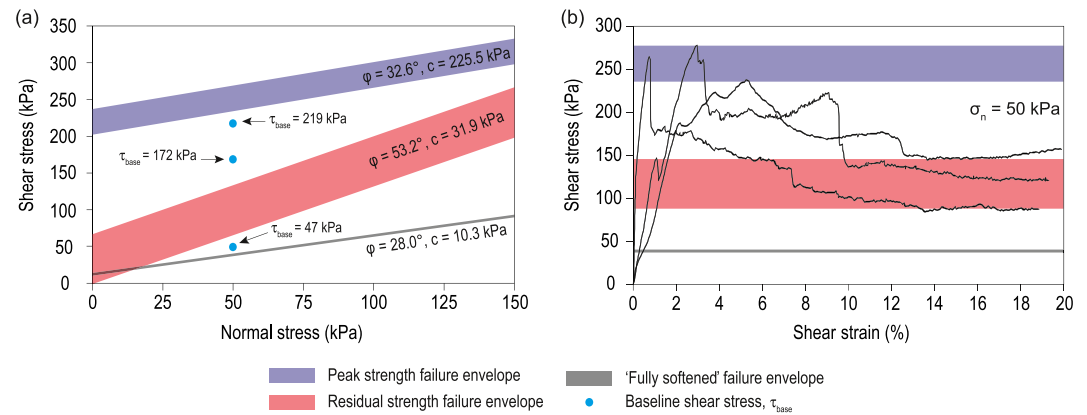 (a)
350
300
250
200
150
100
50
0
Shear stress (kPa)
φ = 32.6°, c = 225.5 kPa
τbase = 219 kPa
τbase = 172 kPa
φ = 53.2°, c = 31.9 kPa
τbase = 47 kPa
φ = 28.0°, c = 10.3 kPa
0 25 50 75 100 125 150
Normal stress (kPa)
(b)
300
250
200
150
100
50
0
Shear stress (kPa)
σn = 50 kPa
0 2 4 6 8 10 12 14 16 18 20
Shear strain (%)
Peak strength failure envelope
Residual strength failure envelope
‘Fully softened’ failure envelope
Baseline shear stress, τbase